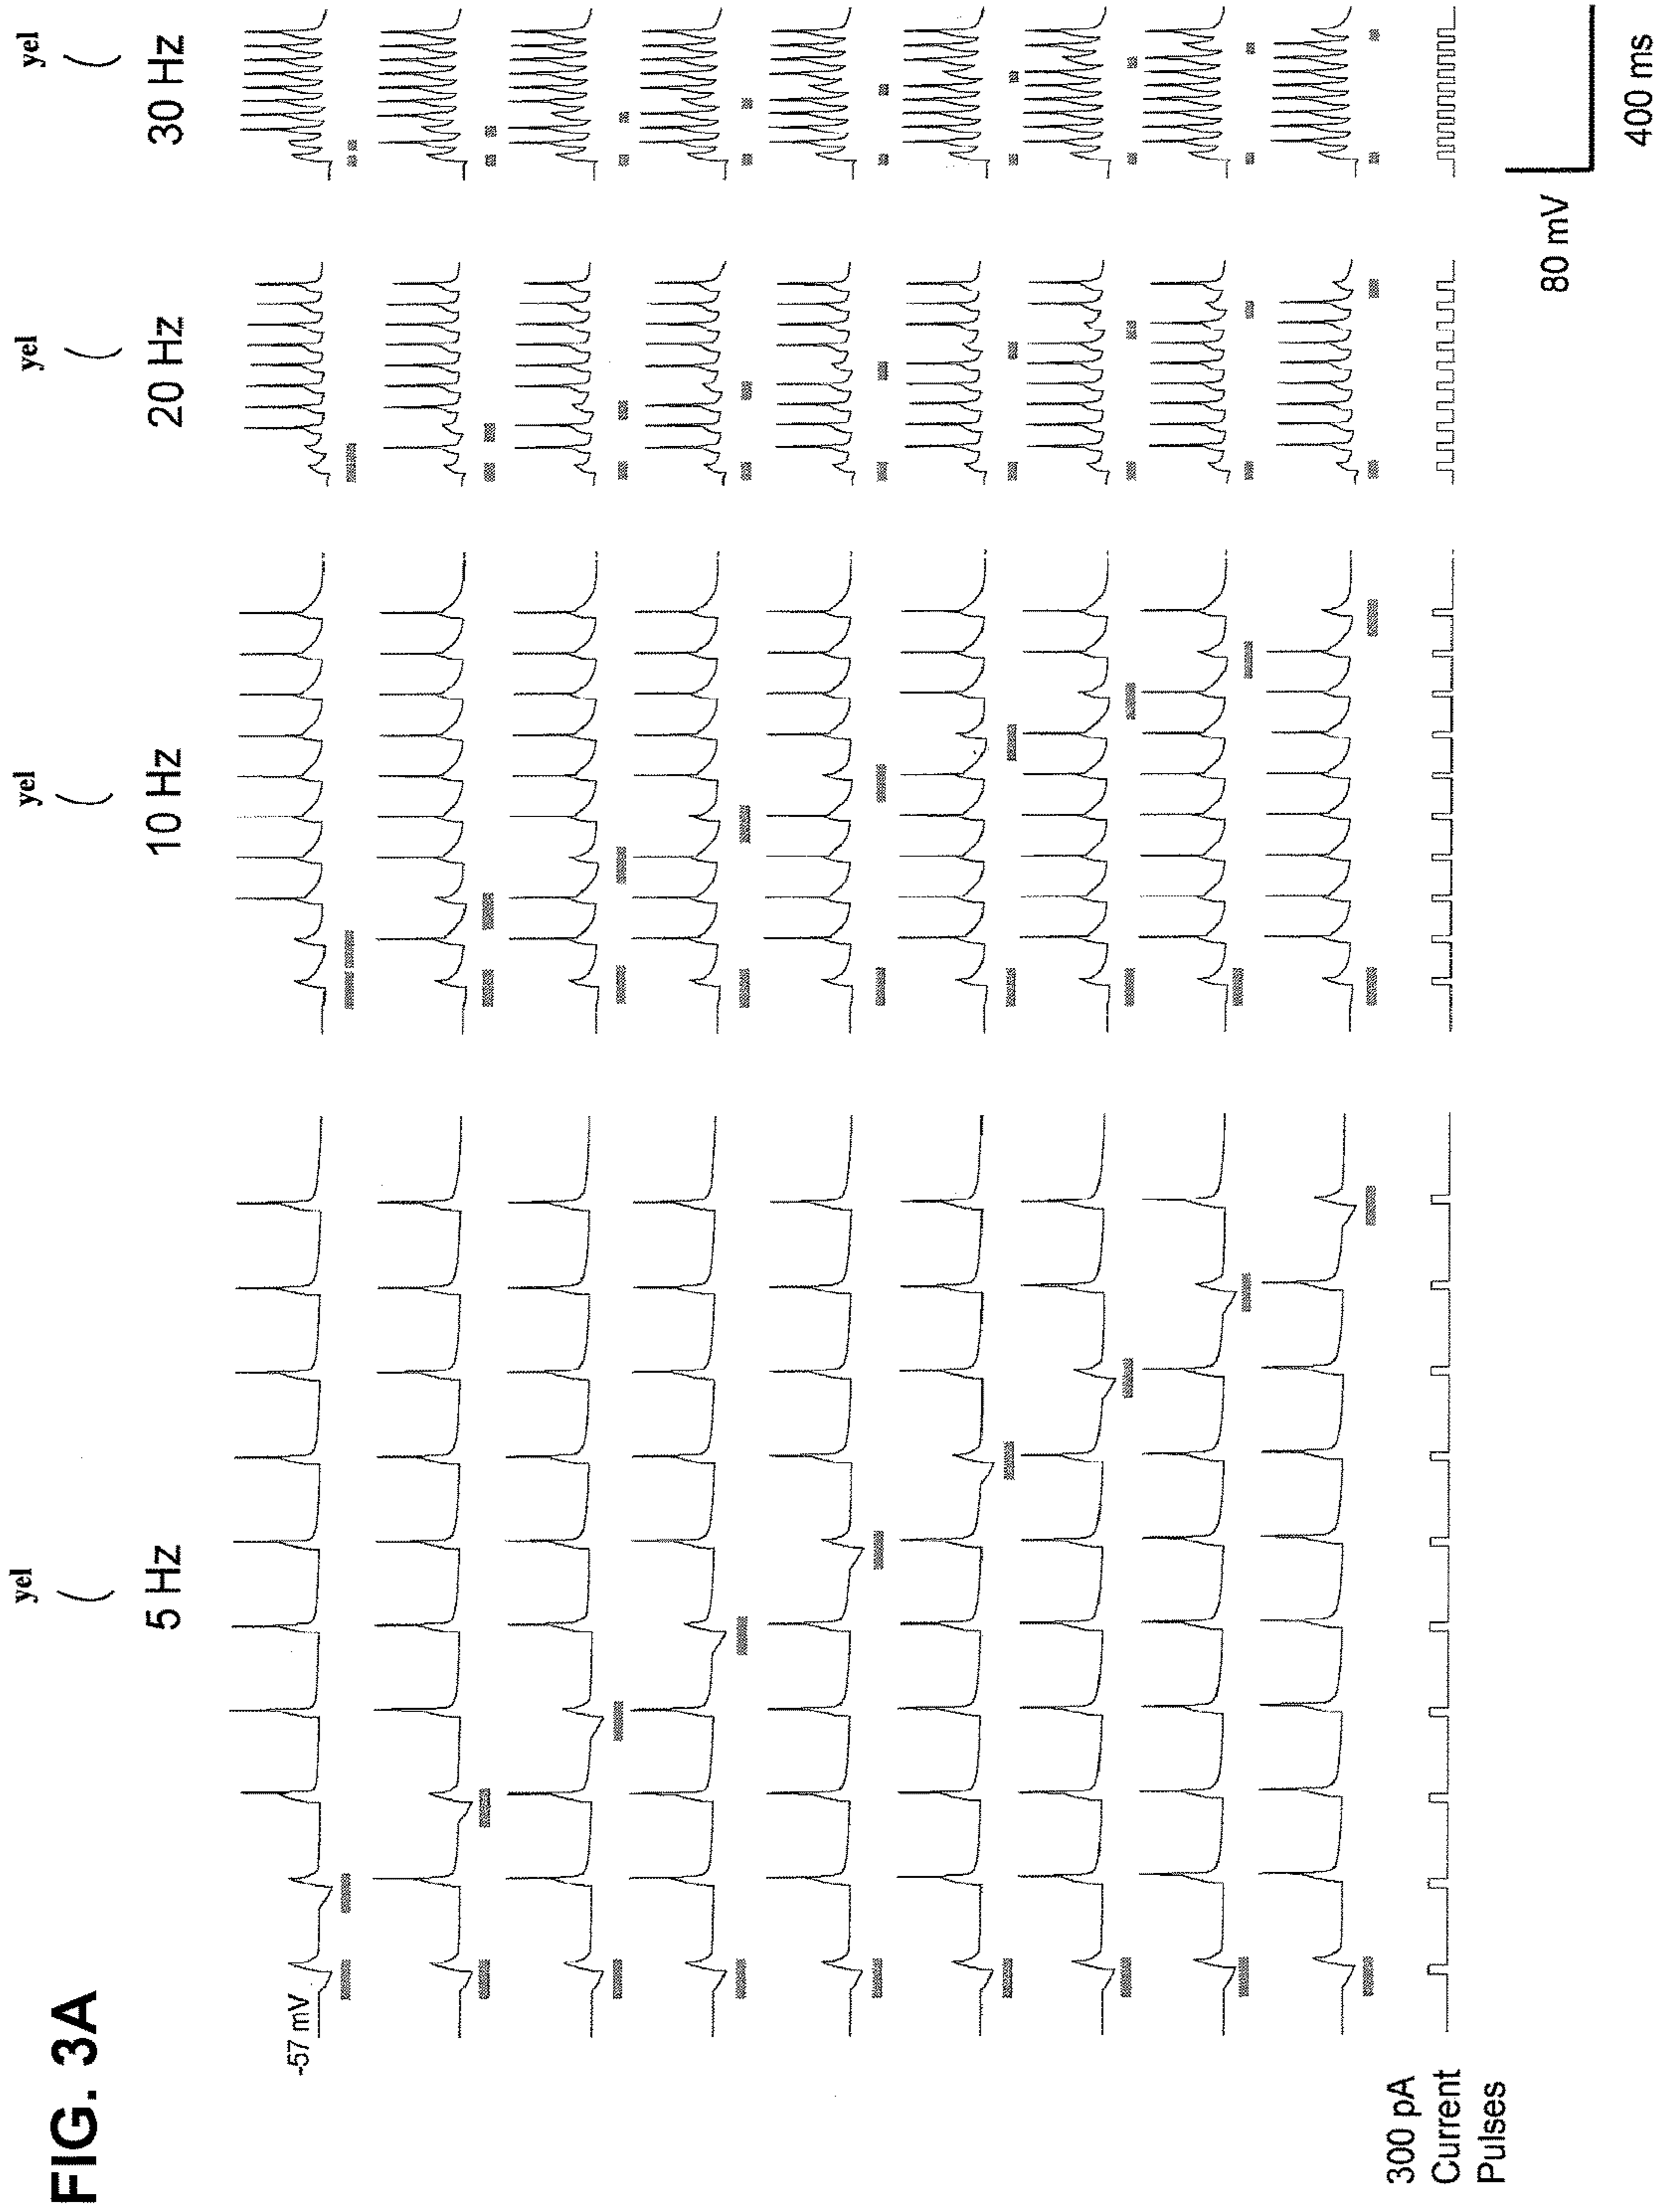 FIG. 3A
yel
yel
yel
yel
5 Hz
10 Hz
20 Hz
30 Hz
-57 mV
300 pA
Current
Pulses
80 mV
400 ms